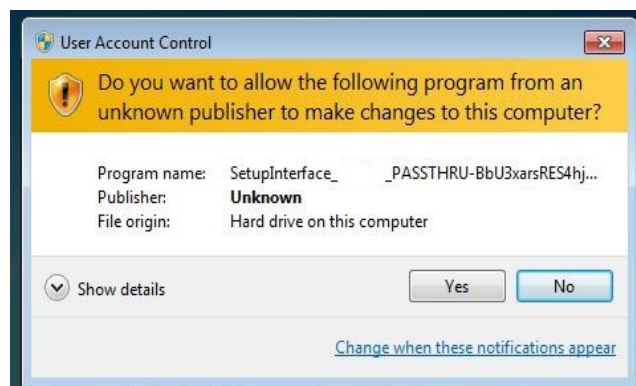 User Account Control
Do you want to allow the following program from an
unknown publisher to make changes to this computer?
Program name: SetupInterface_ _PASSTHRU-BbU3xarsRES4hj...
Publisher: Unknown
File origin: Hard drive on this computer
Show details
Yes
No
Change when these notifications appear